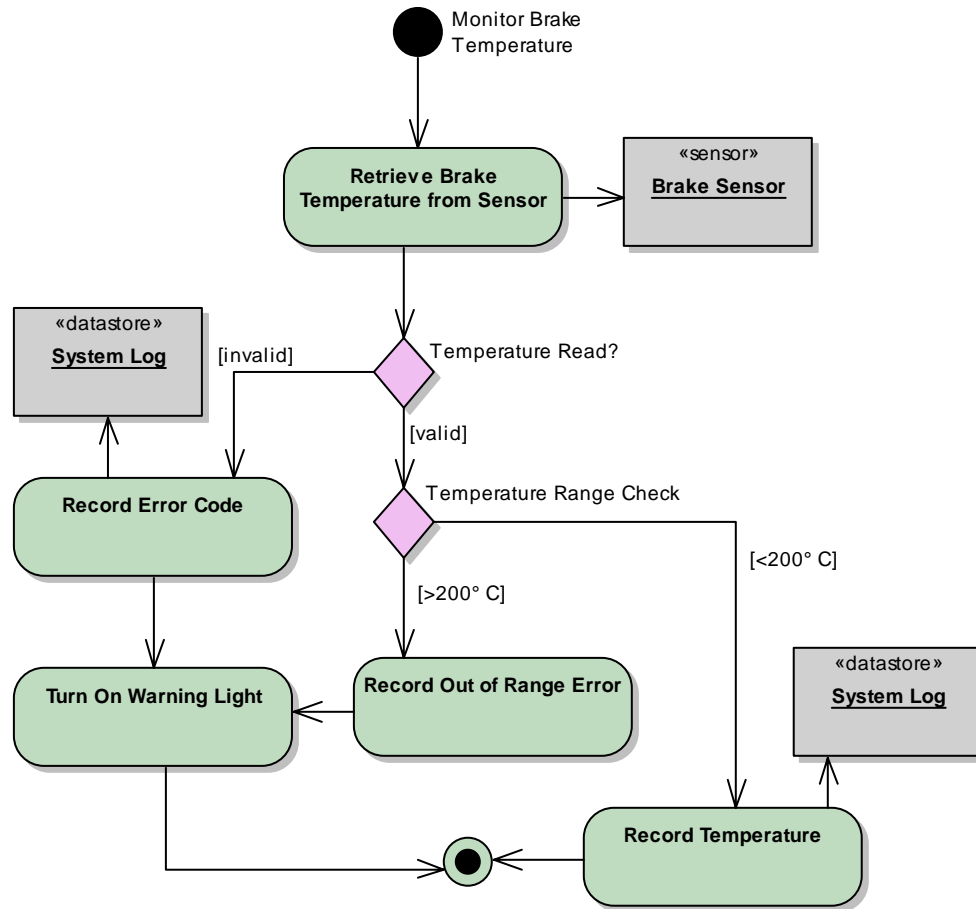 Monitor Brake
Temperature
Retrieve Brake
Temperature from Sensor
«sensor»
Brake Sensor
«datastore»
System Log
[invalid]
Temperature Read?
[valid]
Record Error Code
Temperature Range Check
[>200° C]
[<200° C]
Turn On Warning Light
Record Out of Range Error
«datastore»
System Log
Record Temperature